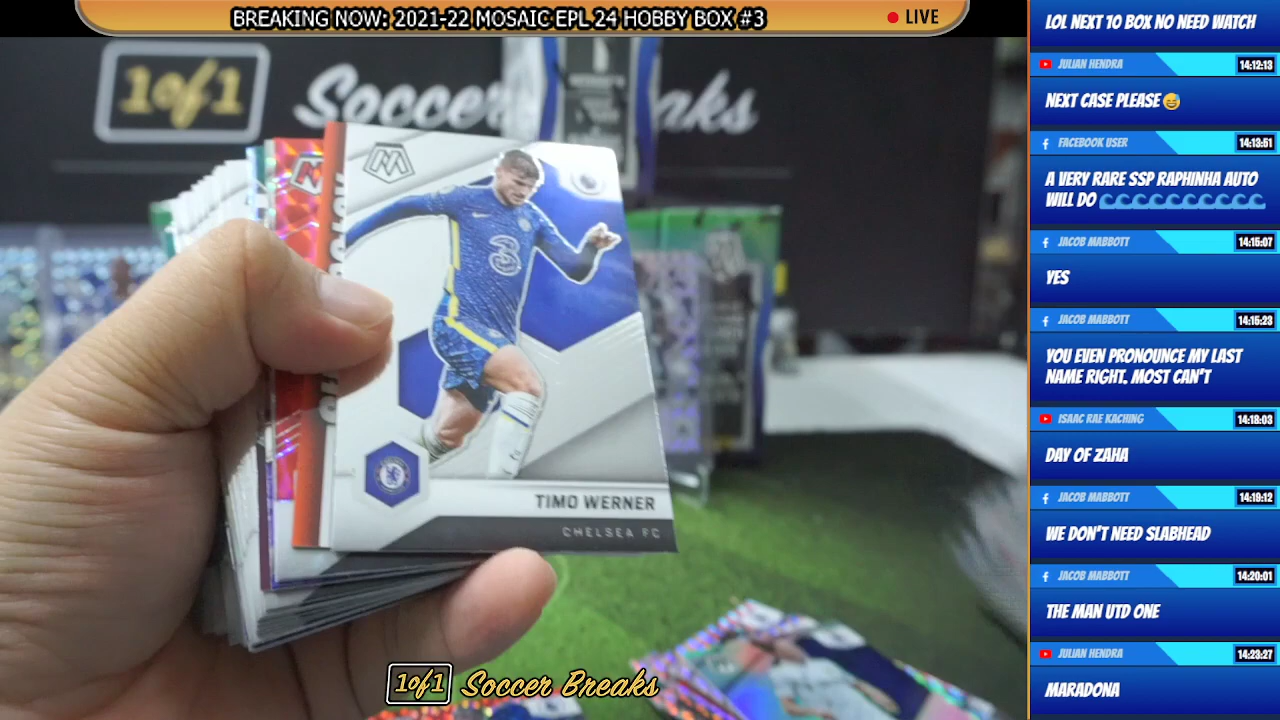 BREAKING NOW: 2021-22 MOSAIC EPL 24 HOBBY BOX #3
LIVE
1of1
Soccer Breaks
TIMO WERNER
CHELSEA FC
3
1of1 Soccer Breaks
LOL NEXT 10 BOX NO NEED WATCH
JULIAN HENDRA 14:12:13
NEXT CASE PLEASE😅
FACEBOOK USER 14:13:51
A VERY RARE SSP RAPHINHA AUTO
WILL DO 🌊🌊🌊🌊🌊🌊🌊🌊🌊🌊
JACOB MABBOTT 14:15:07
YES
JACOB MABBOTT 14:15:23
YOU EVEN PRONOUNCE MY LAST
NAME RIGHT. MOST CAN'T
ISAAC RAE KACHING 14:18:03
DAY OF ZAHA
JACOB MABBOTT 14:19:12
WE DON'T NEED SLABHEAD
JACOB MABBOTT 14:20:01
THE MAN UTD ONE
JULIAN HENDRA 14:23:27
MARADONA